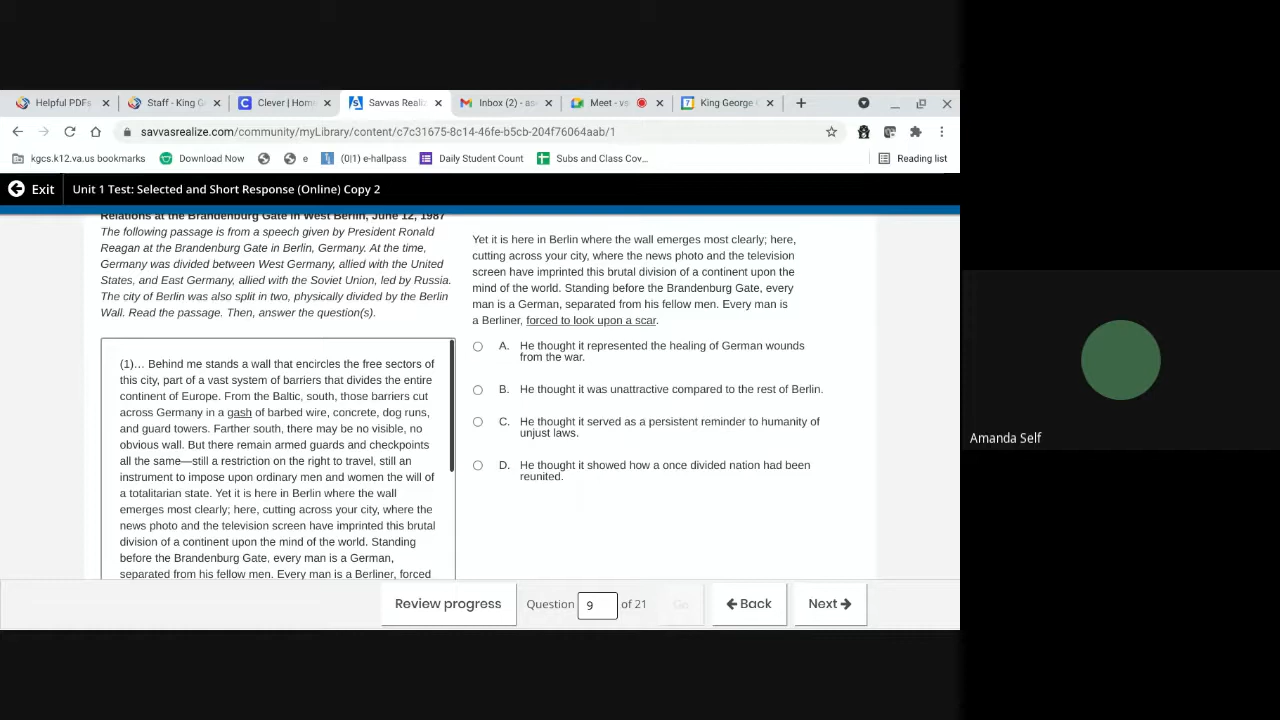 Helpful PDFs
Staff - King G
Clever | Hom
Savvas Realiz
Inbox (2) - as
Meet - vs
King George C
savvasrealize.com/community/myLibrary/content/c7c31675-8c14-46fe-b5cb-204f76064aab/1
kgcs.k12.va.us bookmarks
Download Now
e
(0|1) e-hallpass
Daily Student Count
Subs and Class Cov...
Reading list
Exit
Unit 1 Test: Selected and Short Response (Online) Copy 2
Relations at the Brandenburg Gate in West Berlin, June 12, 1987
The following passage is from a speech given by President Ronald
Reagan at the Brandenburg Gate in Berlin, Germany. At the time,
Germany was divided between West Germany, allied with the United
States, and East Germany, allied with the Soviet Union, led by Russia.
The city of Berlin was also split in two, physically divided by the Berlin
Wall. Read the passage. Then, answer the question(s).
(1)… Behind me stands a wall that encircles the free sectors of
this city, part of a vast system of barriers that divides the entire
continent of Europe. From the Baltic, south, those barriers cut
across Germany in a gash of barbed wire, concrete, dog runs,
and guard towers. Farther south, there may be no visible, no
obvious wall. But there remain armed guards and checkpoints
all the same—still a restriction on the right to travel, still an
instrument to impose upon ordinary men and women the will of
a totalitarian state. Yet it is here in Berlin where the wall
emerges most clearly; here, cutting across your city, where the
news photo and the television screen have imprinted this brutal
division of a continent upon the mind of the world. Standing
before the Brandenburg Gate, every man is a German,
separated from his fellow men. Every man is a Berliner, forced
Yet it is here in Berlin where the wall emerges most clearly; here,
cutting across your city, where the news photo and the television
screen have imprinted this brutal division of a continent upon the
mind of the world. Standing before the Brandenburg Gate, every
man is a German, separated from his fellow men. Every man is
a Berliner, forced to look upon a scar.
A. He thought it represented the healing of German wounds
from the war.
B. He thought it was unattractive compared to the rest of Berlin.
C. He thought it served as a persistent reminder to humanity of
unjust laws.
D. He thought it showed how a once divided nation had been
reunited.
Review progress
Question 9 of 21
Go
Back
Next
Amanda Self